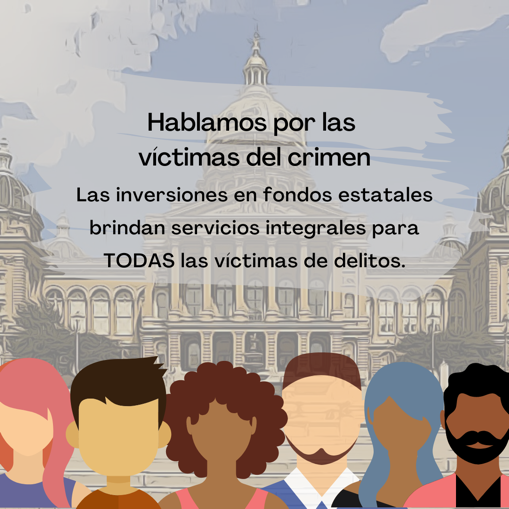 Hablamos por las
víctimas del crimen
Las inversiones en fondos estatales
brindan servicios integrales para
TODAS las víctimas de delitos.